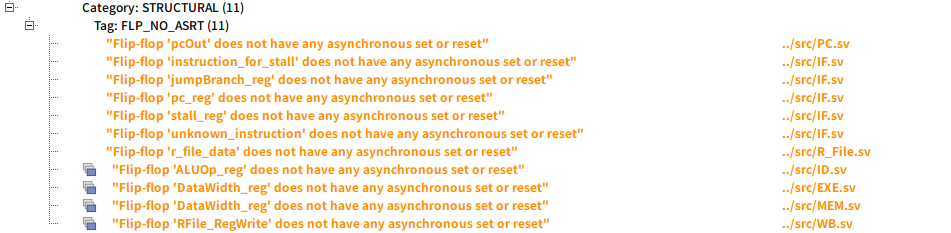 Category: STRUCTURAL (11)
Tag: FLP_NO_ASRT (11)
"Flip-flop 'pcOut' does not have any asynchronous set or reset" ../src/PC.sv
"Flip-flop 'instruction_for_stall' does not have any asynchronous set or reset" ../src/IF.sv
"Flip-flop 'jumpBranch_reg' does not have any asynchronous set or reset" ../src/IF.sv
"Flip-flop 'pc_reg' does not have any asynchronous set or reset" ../src/IF.sv
"Flip-flop 'stall_reg' does not have any asynchronous set or reset" ../src/IF.sv
"Flip-flop 'unknown_instruction' does not have any asynchronous set or reset" ../src/IF.sv
"Flip-flop 'r_file_data' does not have any asynchronous set or reset" ../src/R_File.sv
"Flip-flop 'ALUOp_reg' does not have any asynchronous set or reset" ../src/ID.sv
"Flip-flop 'DataWidth_reg' does not have any asynchronous set or reset" ../src/EXE.sv
"Flip-flop 'DataWidth_reg' does not have any asynchronous set or reset" ../src/MEM.sv
"Flip-flop 'RFile_RegWrite' does not have any asynchronous set or reset" ../src/WB.sv